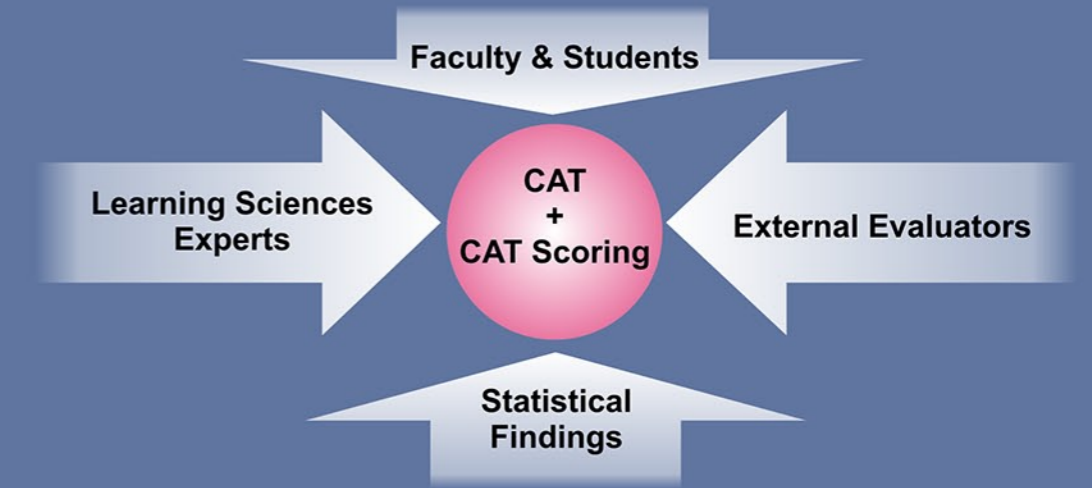 Faculty & Students
Learning Sciences
Experts
CAT
+
CAT Scoring
External Evaluators
Statistical
Findings